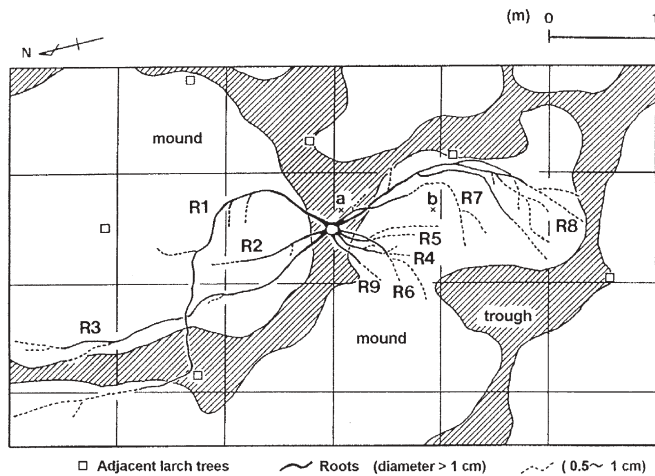 (m) 0 1
N
mound
R1
a
b
R7
R8
R2
R5
R4
R9
R6
R3
mound
trough
Adjacent larch trees Roots (diameter > 1 cm) ( 0.5~ 1 cm)